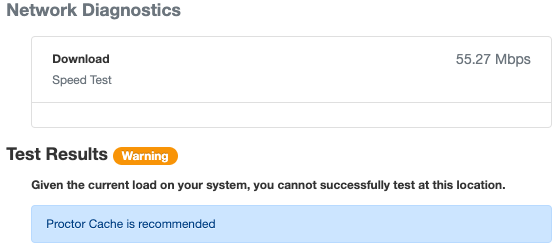 Network Diagnostics
Download
55.27 Mbps
Speed Test
Test Results Warning
Given the current load on your system, you cannot successfully test at this location.
Proctor Cache is recommended